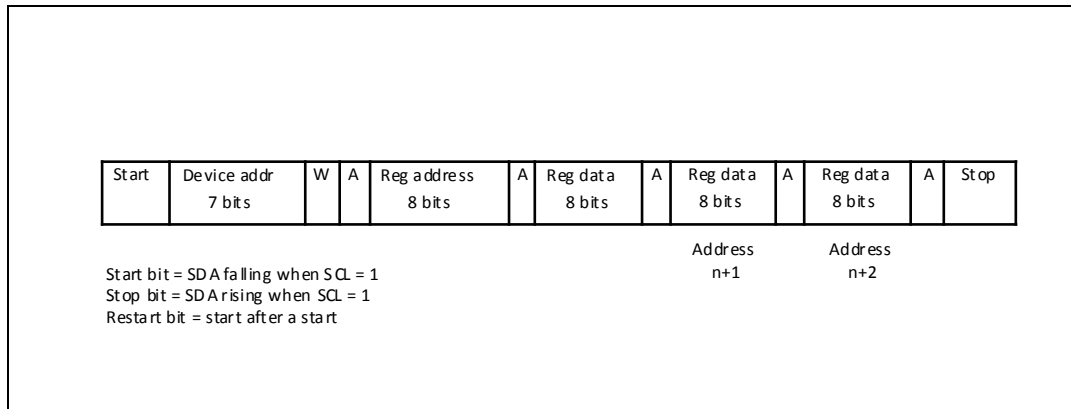 Start Device addr W A Reg address A Reg data A Reg data A Reg data A Stop
7 bits 8 bits 8 bits 8 bits 8 bits
Address Address
n+1 n+2
Start bit = SDA falling when SCL = 1
Stop bit = SDA rising when SCL = 1
Restart bit = start after a start